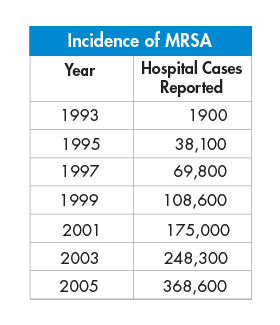 Incidence of MRSA
Year Hospital Cases
Reported
1993 1900
1995 38,100
1997 69,800
1999 108,600
2001 175,000
2003 248,300
2005 368,600